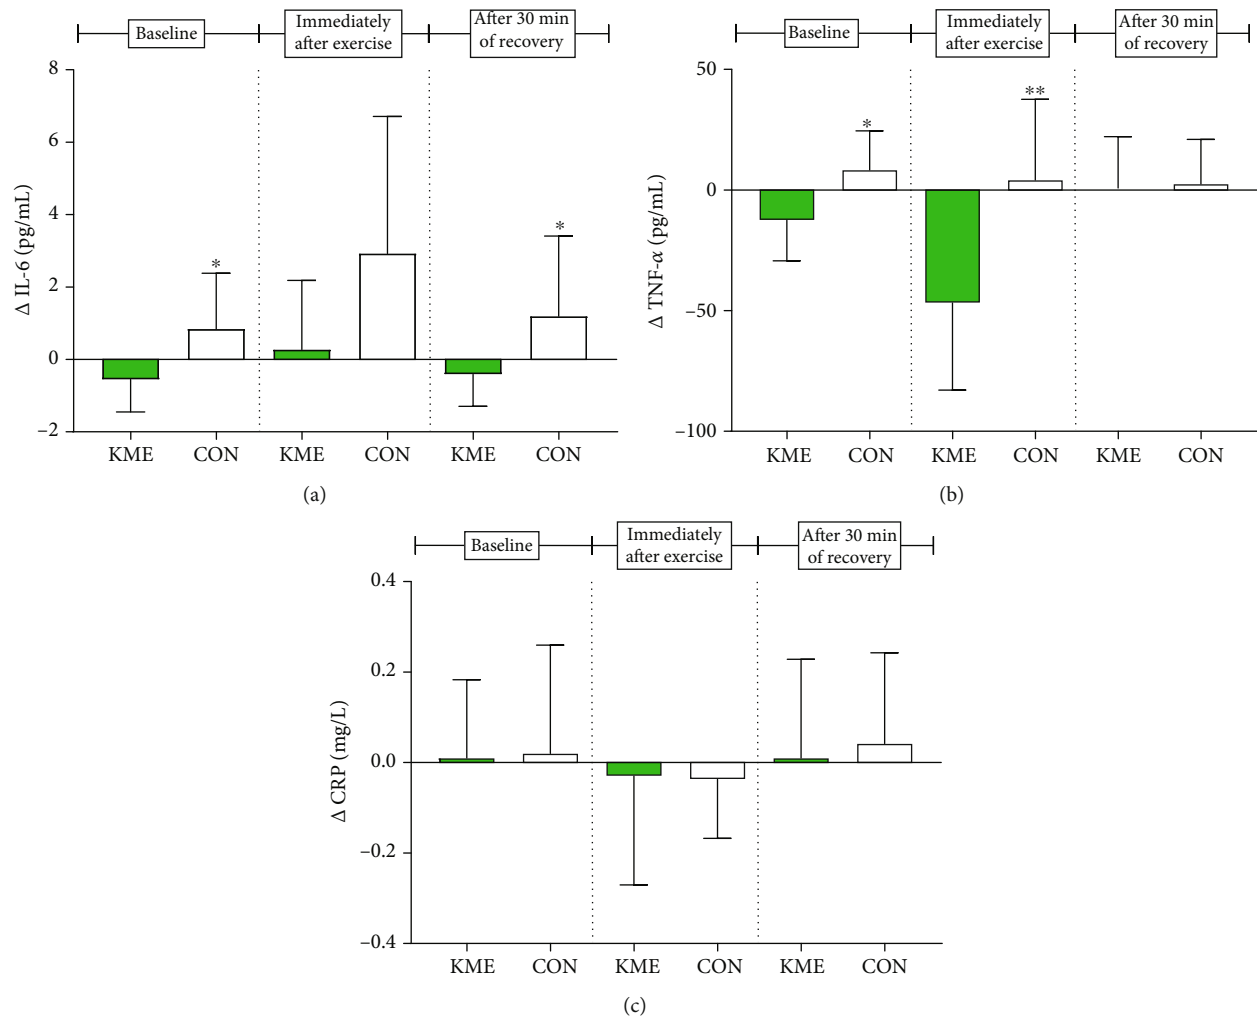 Baseline
Immediately
after exercise
After 30 min
of recovery
8
6
4
2
0
–2
Δ IL-6 (pg/mL)
*
*
KME CON KME CON KME CON
(a)
Baseline
Immediately
after exercise
After 30 min
of recovery
50
0
–50
–100
Δ TNF-α (pg/mL)
*
**
KME CON KME CON KME CON
(b)
Baseline
Immediately
after exercise
After 30 min
of recovery
0.4
0.2
0.0
–0.2
–0.4
Δ CRP (mg/L)
KME CON KME CON KME CON
(c)